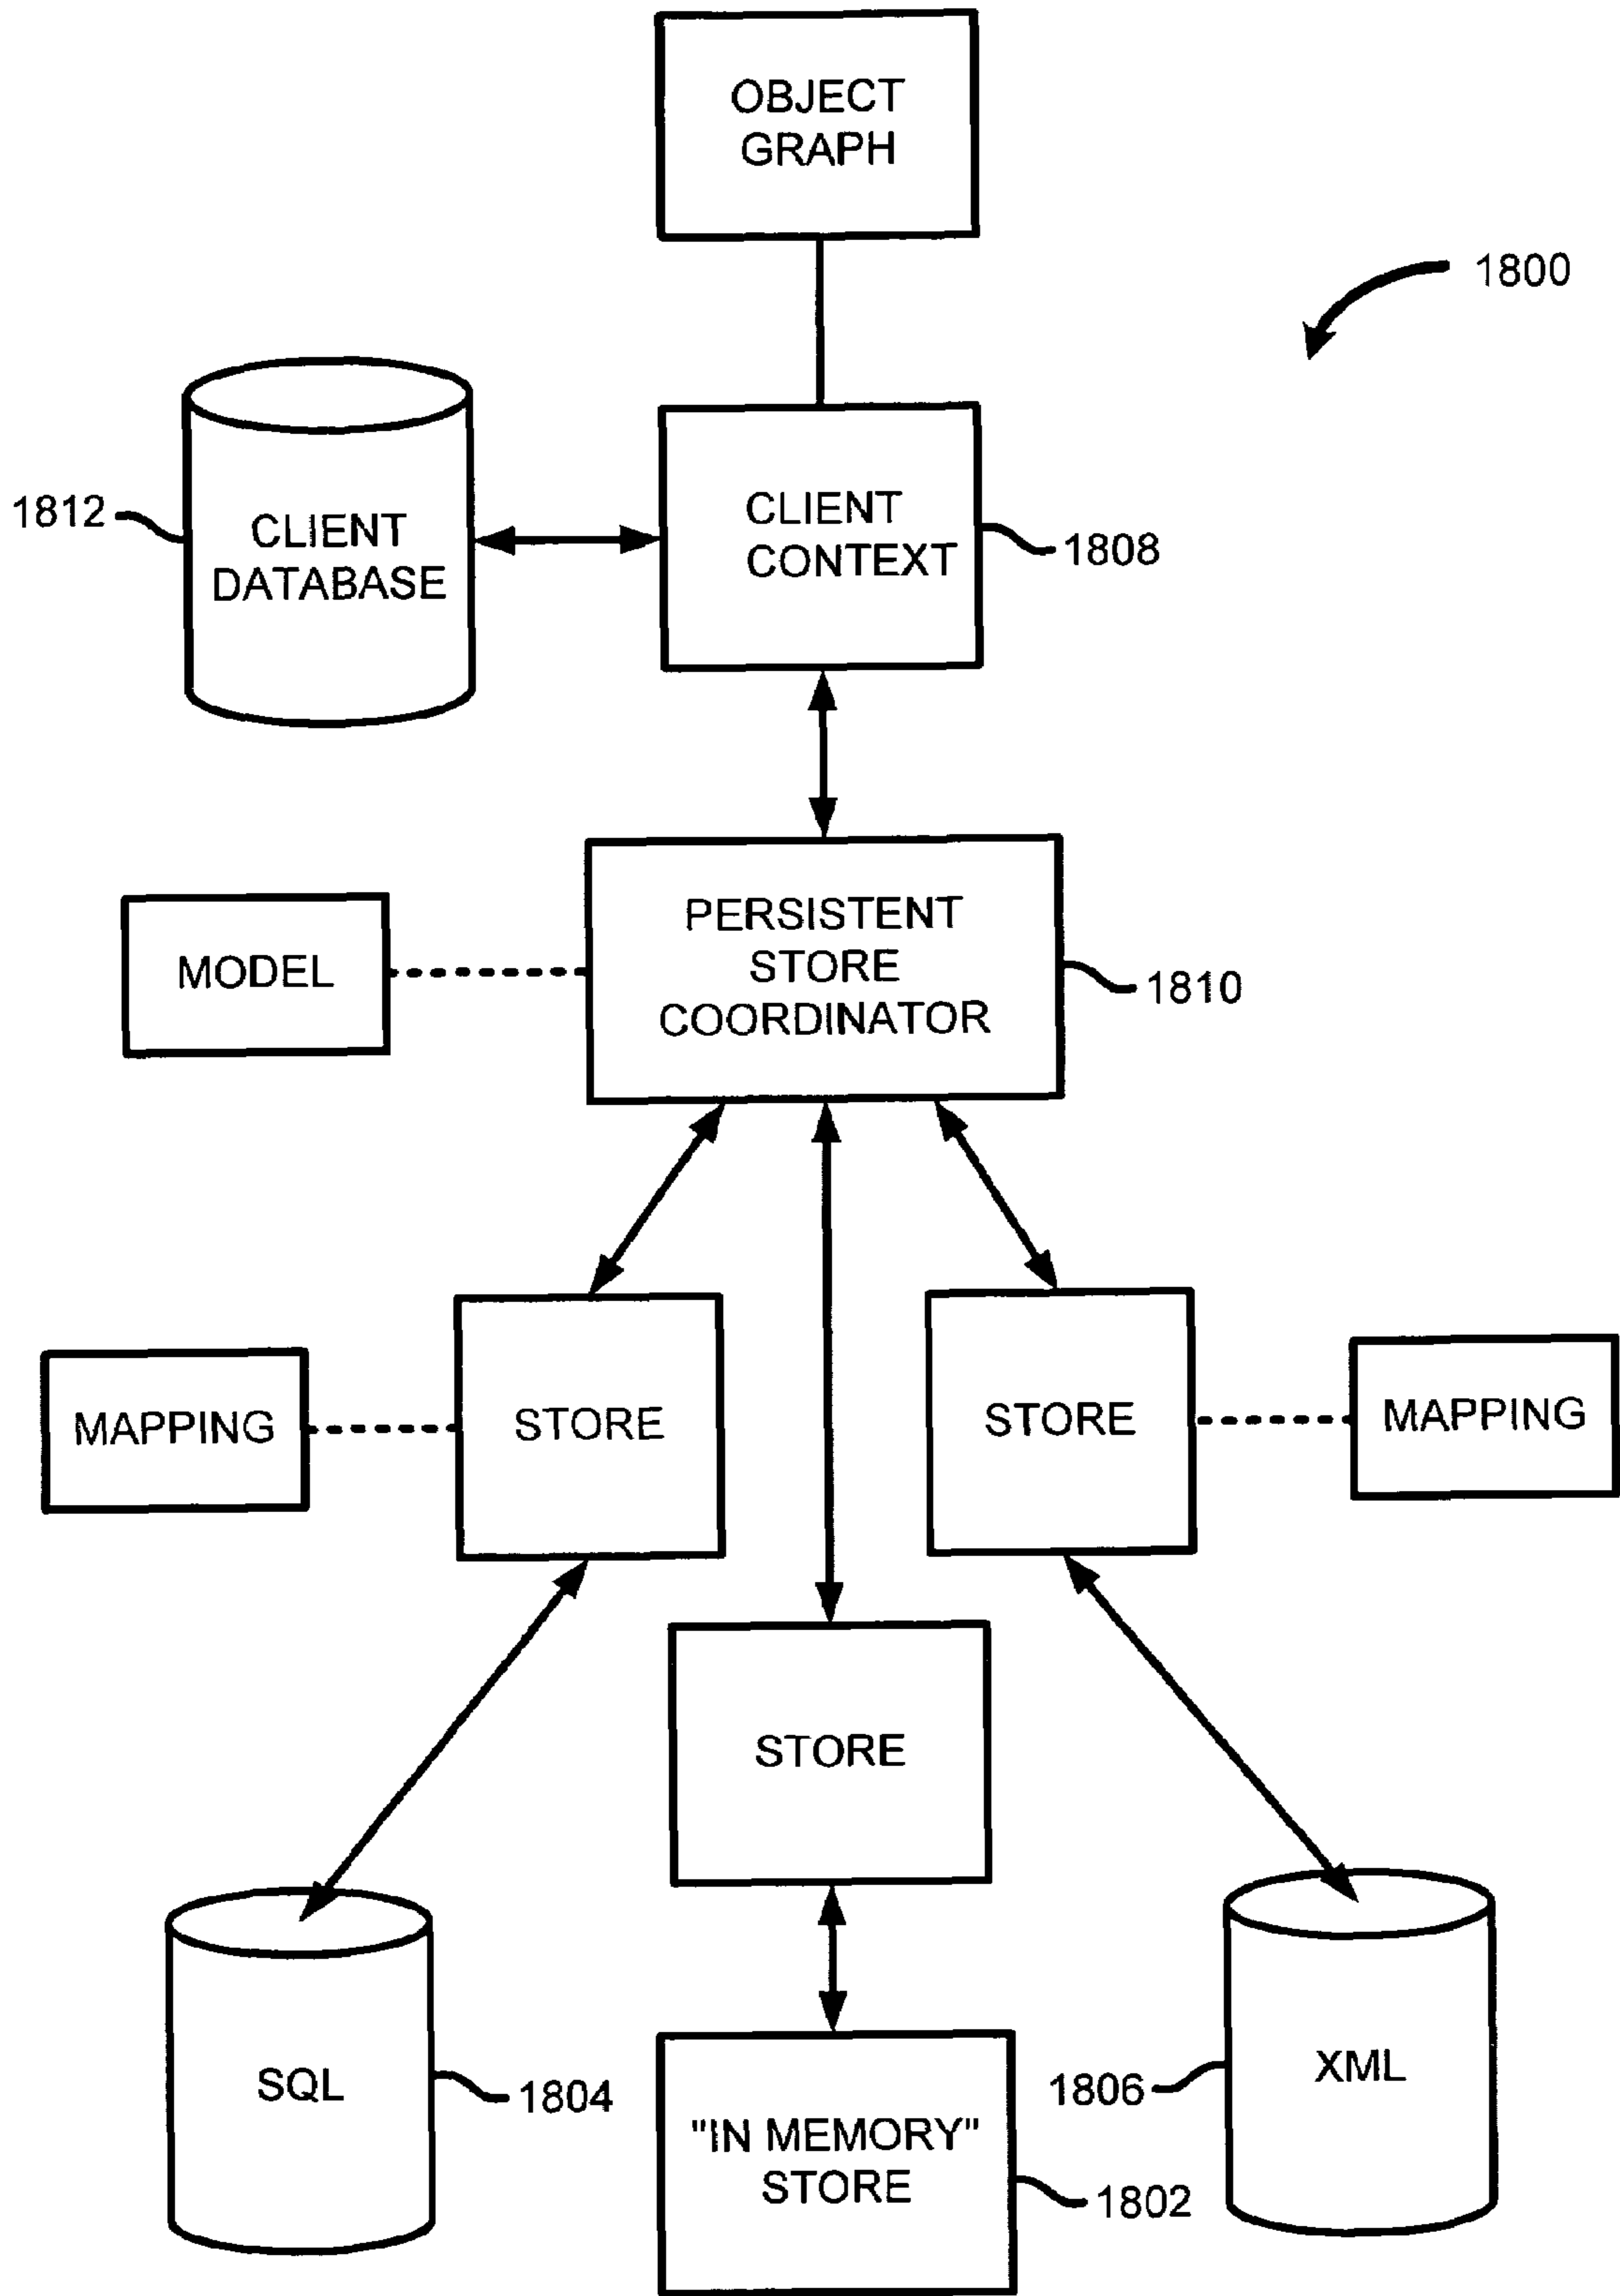 OBJECT
GRAPH
1800
1812
CLIENT
DATABASE
CLIENT
CONTEXT
1808
MODEL
PERSISTENT
STORE
COORDINATOR
1810
MAPPING
STORE
STORE
MAPPING
STORE
SQL
1804
"IN MEMORY"
STORE
1802
1806
XML